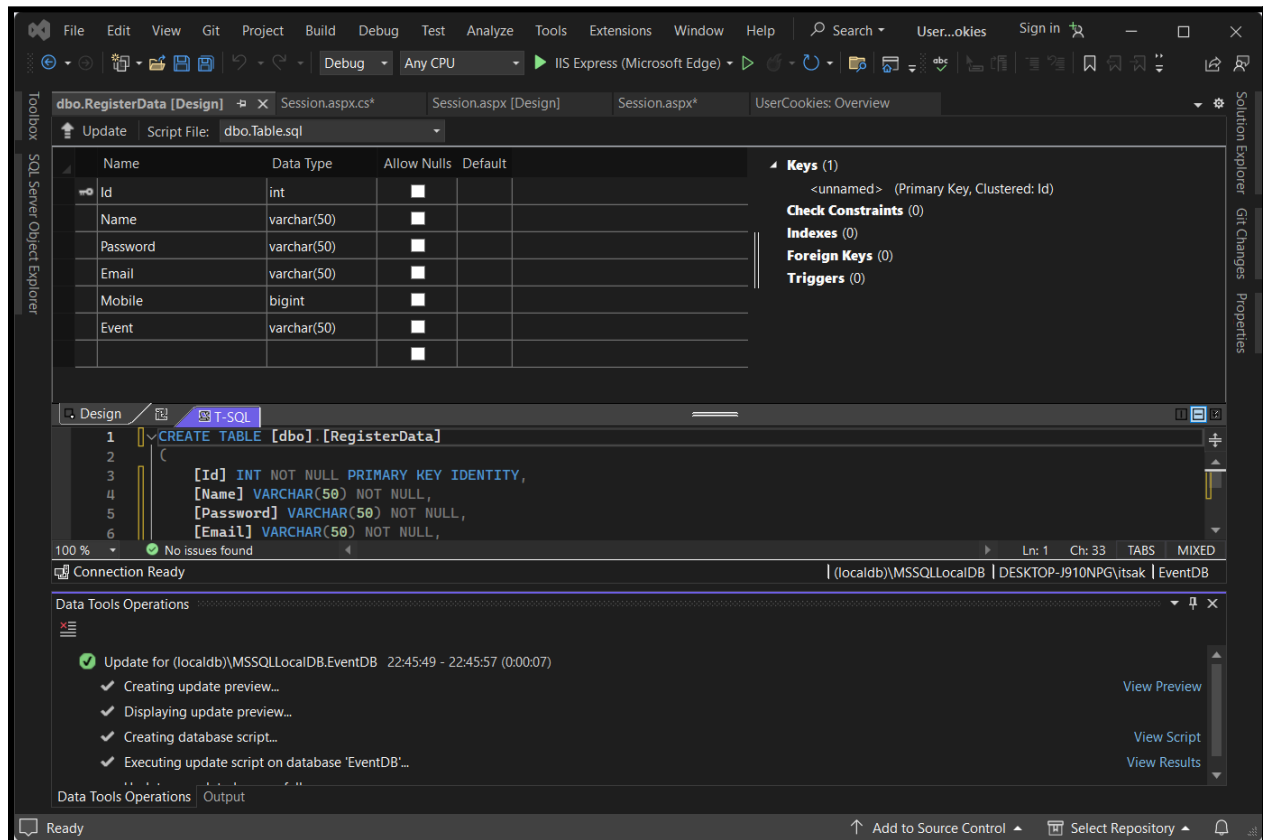 File Edit View Git Project Build Debug Test Analyze Tools Extensions Window Help Search User...okies Sign in
Debug Any CPU IIS Express (Microsoft Edge)
Toolbox
SQL Server Object Explorer
dbo.RegisterData [Design] Session.aspx.cs* Session.aspx [Design] Session.aspx* UserCookies: Overview
Update Script File: dbo.Table.sql
Name Data Type Allow Nulls Default
Id int
Name varchar(50)
Password varchar(50)
Email varchar(50)
Mobile bigint
Event varchar(50)
Keys (1)
<unnamed> (Primary Key, Clustered: Id)
Check Constraints (0)
Indexes (0)
Foreign Keys (0)
Triggers (0)
Solution Explorer
Git Changes
Properties
Design T-SQL
1 CREATE TABLE [dbo].[RegisterData]
2 (
3 [Id] INT NOT NULL PRIMARY KEY IDENTITY,
4 [Name] VARCHAR(50) NOT NULL,
5 [Password] VARCHAR(50) NOT NULL,
6 [Email] VARCHAR(50) NOT NULL,
100 % No issues found Ln: 1 Ch: 33 TABS MIXED
Connection Ready (localdb)\MSSQLLocalDB DESKTOP-J910NPG\itsak EventDB
Data Tools Operations
Update for (localdb)\MSSQLLocalDB.EventDB 22:45:49 - 22:45:57 (0:00:07)
Creating update preview... View Preview
Displaying update preview...
Creating database script... View Script
Executing update script on database 'EventDB'... View Results
Data Tools Operations Output
Ready Add to Source Control Select Repository